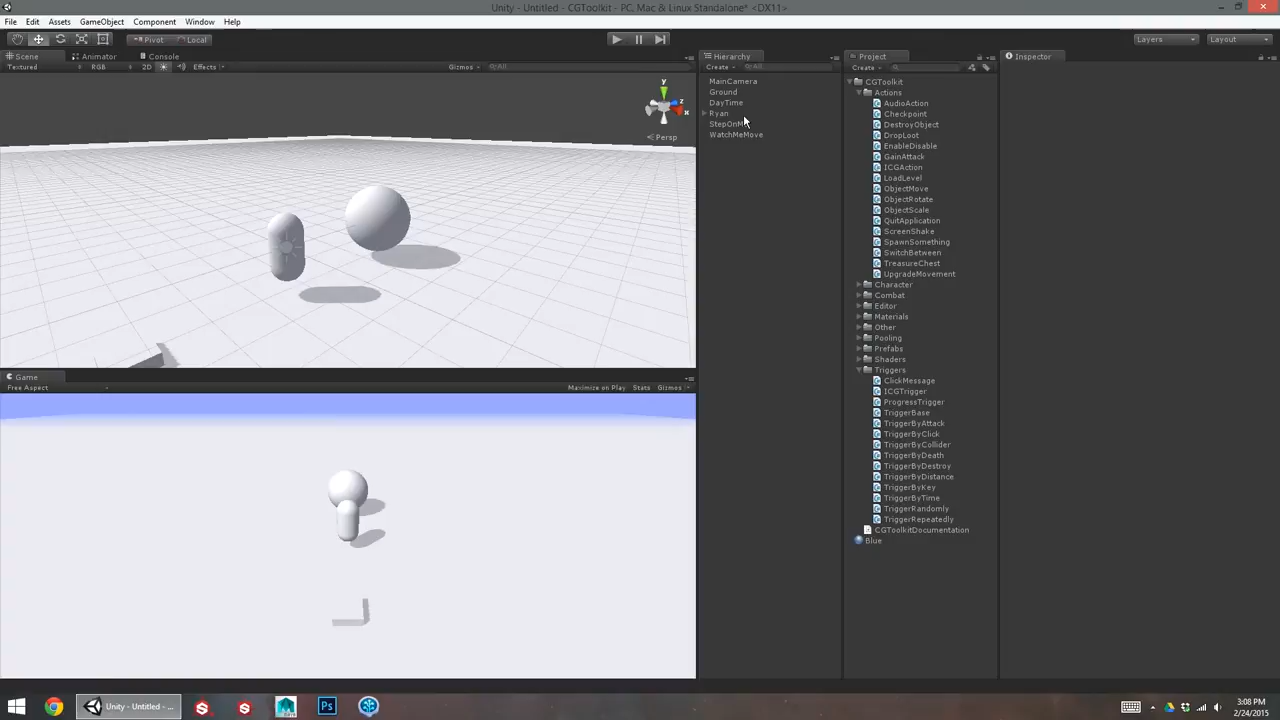 Unity - Untitled - CGToolkit - PC, Mac & Linux Standalone* <DX11>
File Edit Assets GameObject Component Window Help
Pivot Local Layers Layout
Scene Animator Console
Textured RGB 2D Effects Gizmos All
y
z
x
Persp
Game
Free Aspect Maximize on Play Stats Gizmos
Hierarchy
Create All
MainCamera
Ground
DayTime
Ryan
StepOnM
WatchMeMove
Project
Create
CGToolkit
Actions
AudioAction
Checkpoint
DestroyObject
DropLoot
EnableDisable
GainAttack
ICGAction
LoadLevel
ObjectMove
ObjectRotate
ObjectScale
QuitApplication
ScreenShake
SpawnSomething
SwitchBetween
TreasureChest
UpgradeMovement
Character
Combat
Editor
Materials
Other
Pooling
Prefabs
Shaders
Triggers
ClickMessage
ICGTrigger
ProgressTrigger
TriggerBase
TriggerByAttack
TriggerByClick
TriggerByCollider
TriggerByDeath
TriggerByDestroy
TriggerByDistance
TriggerByKey
TriggerByTime
TriggerRandomly
TriggerRepeatedly
CGToolkitDocumentation
Blue
Inspector
Unity - Untitled - ...
Ps
3:08 PM
2/24/2015